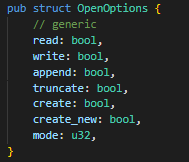 pub struct OpenOptions {
    // generic
    read: bool,
    write: bool,
    append: bool,
    truncate: bool,
    create: bool,
    create_new: bool,
    mode: u32,
}